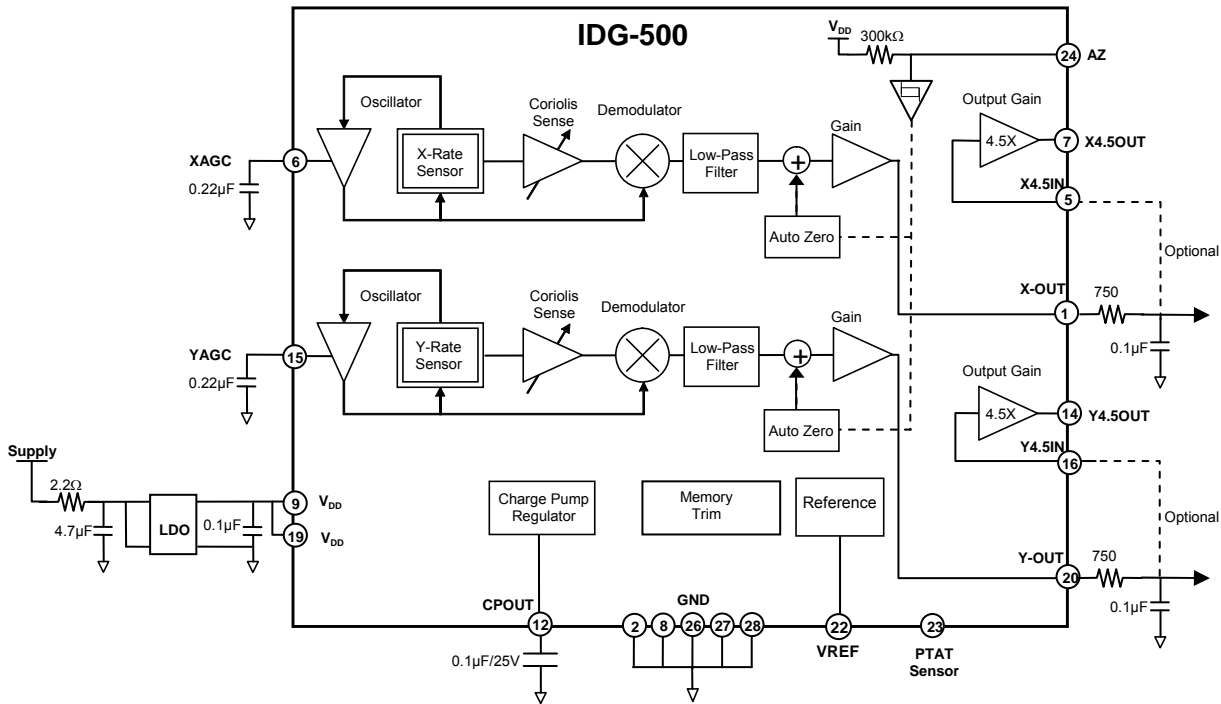 IDG-500
VDD
300kΩ
24
AZ
Oscillator
Coriolis
Sense
Demodulator
Output Gain
Gain
XAGC
6
X-Rate
Sensor
Low-Pass
Filter
+
4.5X
7
X4.5OUT
0.22µF
X4.5IN
5
Auto Zero
Optional
Oscillator
Coriolis
Sense
Demodulator
X-OUT
750
1
Gain
0.1µF
YAGC
15
Y-Rate
Sensor
Low-Pass
Filter
+
0.22µF
Output Gain
4.5X
14
Y4.5OUT
Auto Zero
Y4.5IN
16
Supply
2.2Ω
4.7µF
LDO
0.1µF
9
VDD
19
VDD
Charge Pump
Regulator
Memory
Trim
Reference
Optional
Y-OUT
750
20
0.1µF
CPOUT
12
GND
2
8
26
27
28
22
23
0.1µF/25V
VREF
PTAT
Sensor